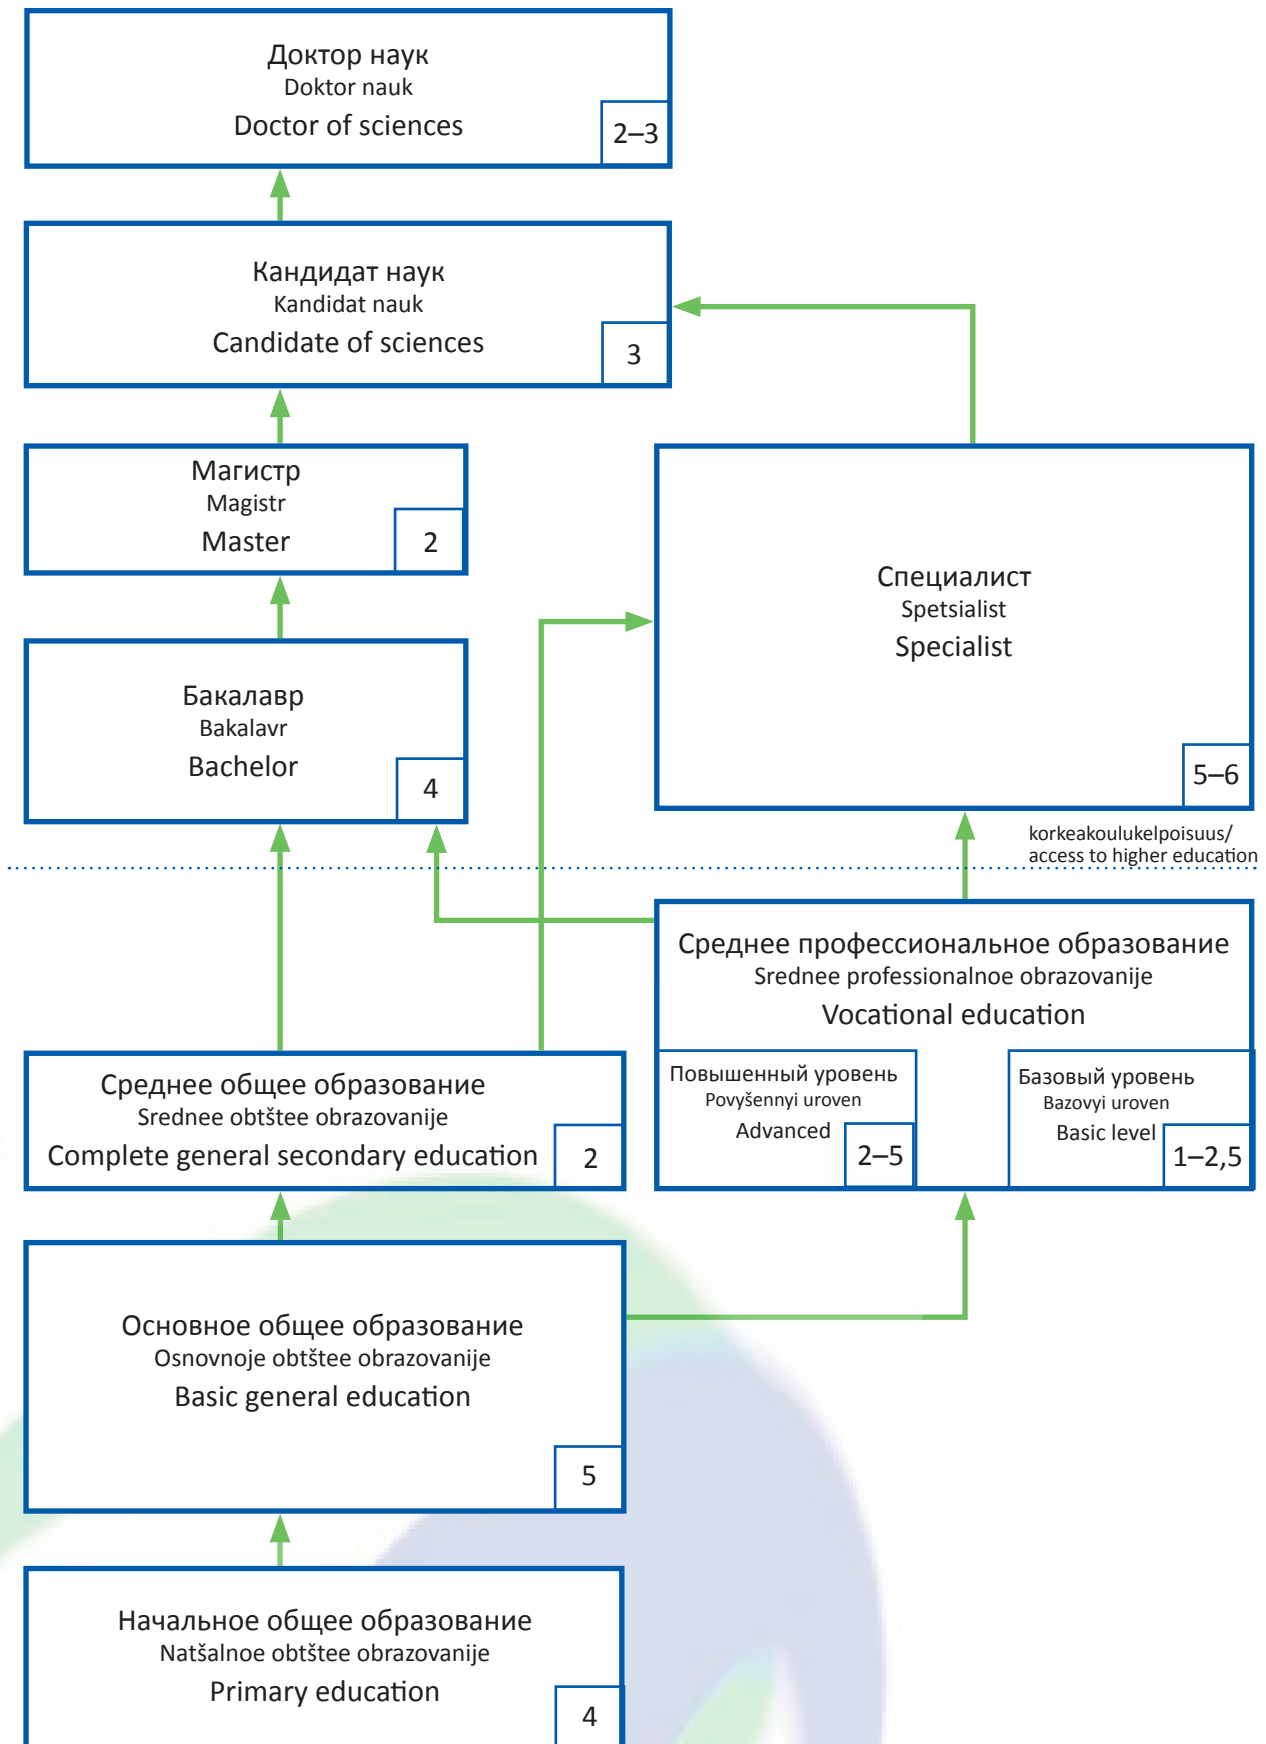 Доктор наук
Doktor nauk
Doctor of sciences
2–3
Кандидат наук
Kandidat nauk
Candidate of sciences
3
Магистр
Magistr
Master
2
Специалист
Spetsialist
Specialist
5–6
Бакалавр
Bakalavr
Bachelor
4
korkeakoulukelpoisuus/
access to higher education
Среднее профессиональное образование
Srednee professionalnoe obrazovanije
Vocational education
Повышенный уровень
Povyšennyi uroven
Advanced
2–5
Базовый уровень
Bazovyi uroven
Basic level
1–2,5
Среднее общее образование
Srednee obtštee obrazovanije
Complete general secondary education
2
Основное общее образование
Osnovnoje obtštee obrazovanije
Basic general education
5
Начальное общее образование
Natšalnoe obtštee obrazovanije
Primary education
4